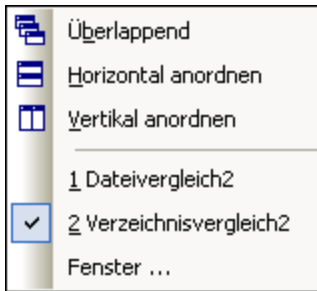 Überlappend
Horizontal anordnen
Vertikal anordnen
1 Dateivergleich2
2 Verzeichnisvergleich2
Fenster ...